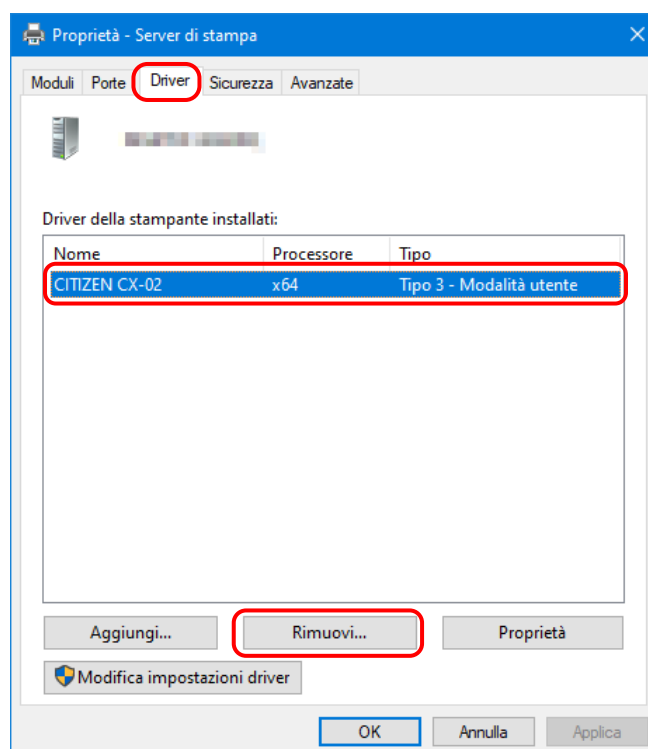 Proprietà - Server di stampa
Moduli Porte Driver Sicurezza Avanzate
Driver della stampante installati:
Nome Processore Tipo
CITIZEN CX-02 x64 Tipo 3 - Modalità utente
Aggiungi... Rimuovi... Proprietà
Modifica impostazioni driver
OK Annulla Applica